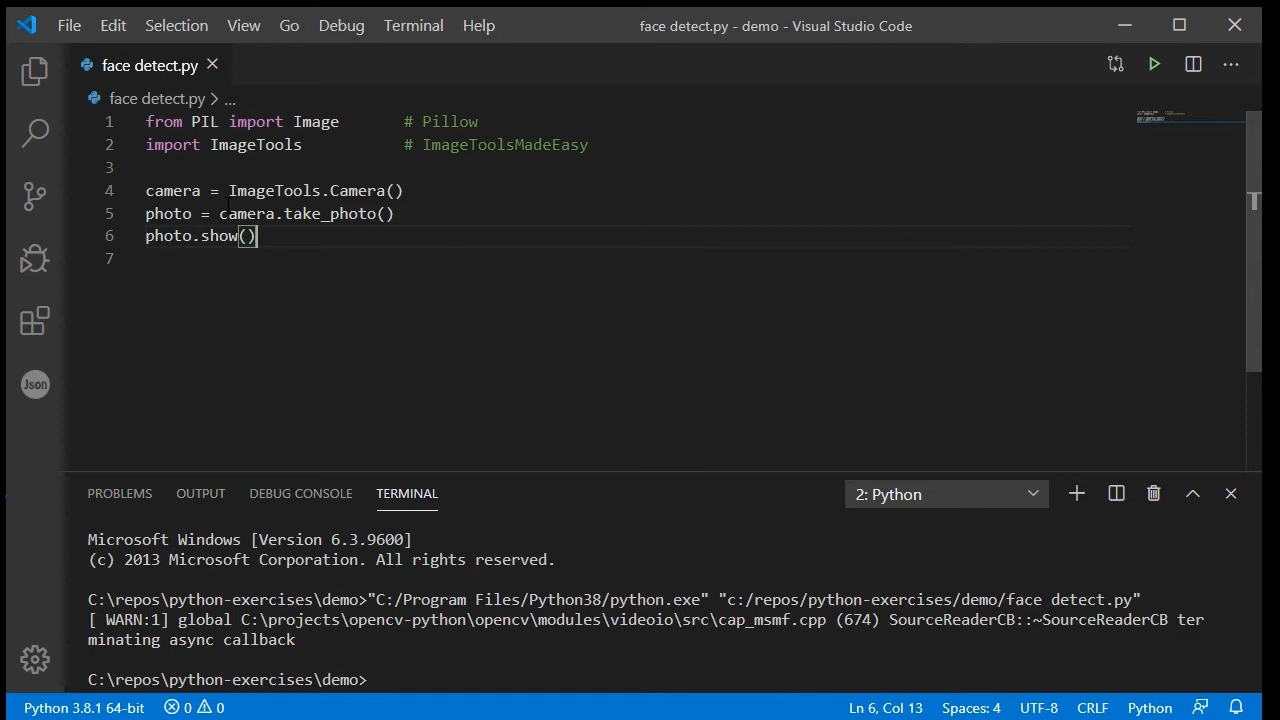 File Edit Selection View Go Debug Terminal Help face detect.py - demo - Visual Studio Code
face detect.py
face detect.py > ...
1 from PIL import Image # Pillow
2 import ImageTools # ImageToolsMadeEasy
3
4 camera = ImageTools.Camera()
5 photo = camera.take_photo()
6 photo.show()
7
Json
PROBLEMS OUTPUT DEBUG CONSOLE TERMINAL 2: Python
Microsoft Windows [Version 6.3.9600]
(c) 2013 Microsoft Corporation. All rights reserved.
C:\repos\python-exercises\demo>"C:/Program Files/Python38/python.exe" "c:/repos/python-exercises/demo/face detect.py"
[ WARN:1] global C:\projects\opencv-python\opencv\modules\videoio\src\cap_msmf.cpp (674) SourceReaderCB::~SourceReaderCB ter
minating async callback
C:\repos\python-exercises\demo>
Python 3.8.1 64-bit 0 0 Ln 6, Col 13 Spaces: 4 UTF-8 CRLF Python